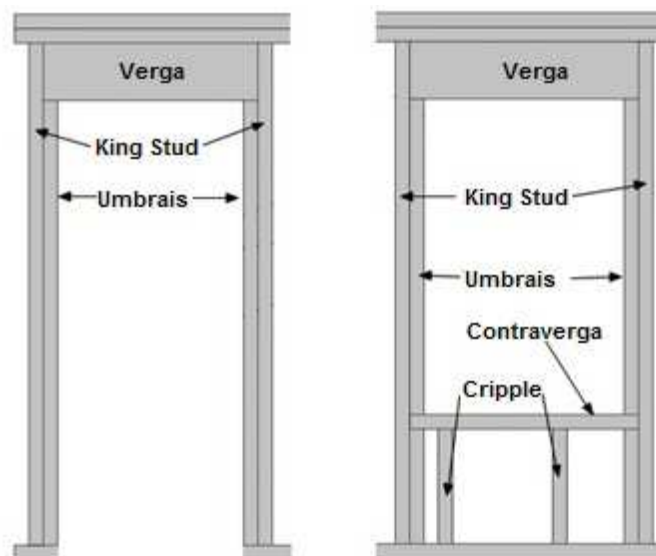 Verga
King Stud
Umbrais
Verga
King Stud
Umbrais
Contraverga
Cripple